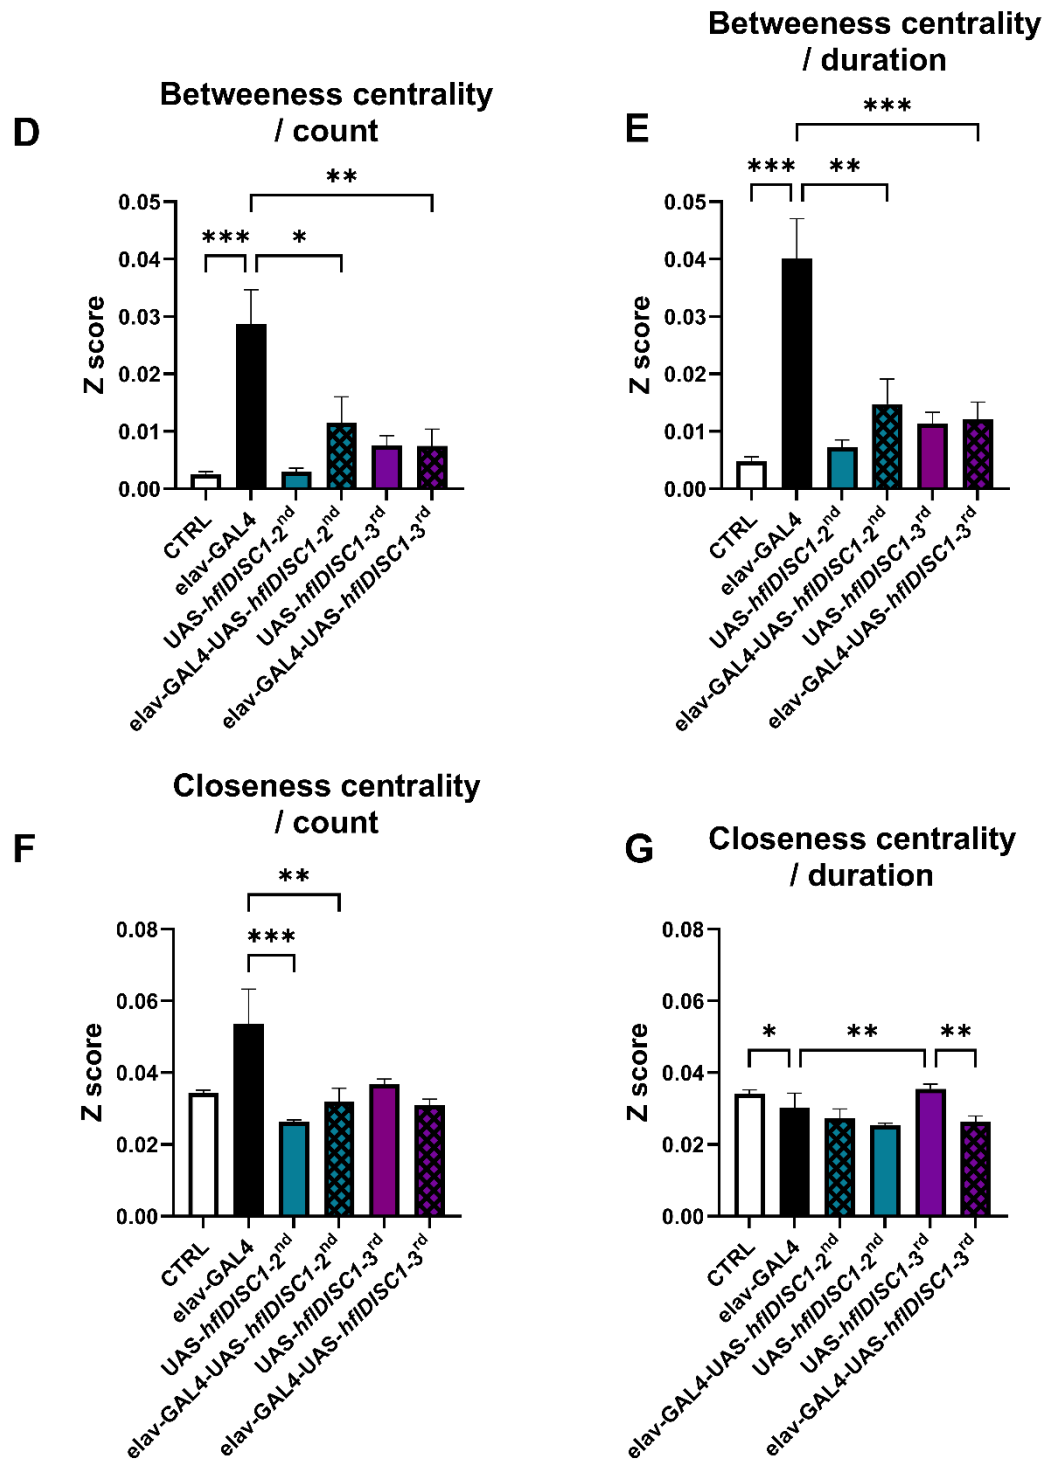 D
Betweeness centrality
/ count
**
***
*
0.05
0.04
0.03
0.02
0.01
0.00
Z score
CTRL
elav-GAL4
UAS-hflDISC1-2nd
elav-GAL4-UAS-hflDISC1-2nd
UAS-hflDISC1-3rd
elav-GAL4-UAS-hflDISC1-3rd
E
Betweeness centrality
/ duration
***
***
**
0.05
0.04
0.03
0.02
0.01
0.00
Z score
CTRL
elav-GAL4
UAS-hflDISC1-2nd
elav-GAL4-UAS-hflDISC1-2nd
UAS-hflDISC1-3rd
elav-GAL4-UAS-hflDISC1-3rd
F
Closeness centrality
/ count
**
***
0.08
0.06
0.04
0.02
0.00
Z score
CTRL
elav-GAL4
UAS-hflDISC1-2nd
elav-GAL4-UAS-hflDISC1-2nd
UAS-hflDISC1-3rd
elav-GAL4-UAS-hflDISC1-3rd
G
Closeness centrality
/ duration
*
**
**
0.08
0.06
0.04
0.02
0.00
Z score
CTRL
elav-GAL4
elav-GAL4-UAS-hflDISC1-2nd
UAS-hflDISC1-2nd
UAS-hflDISC1-3rd
elav-GAL4-UAS-hflDISC1-3rd